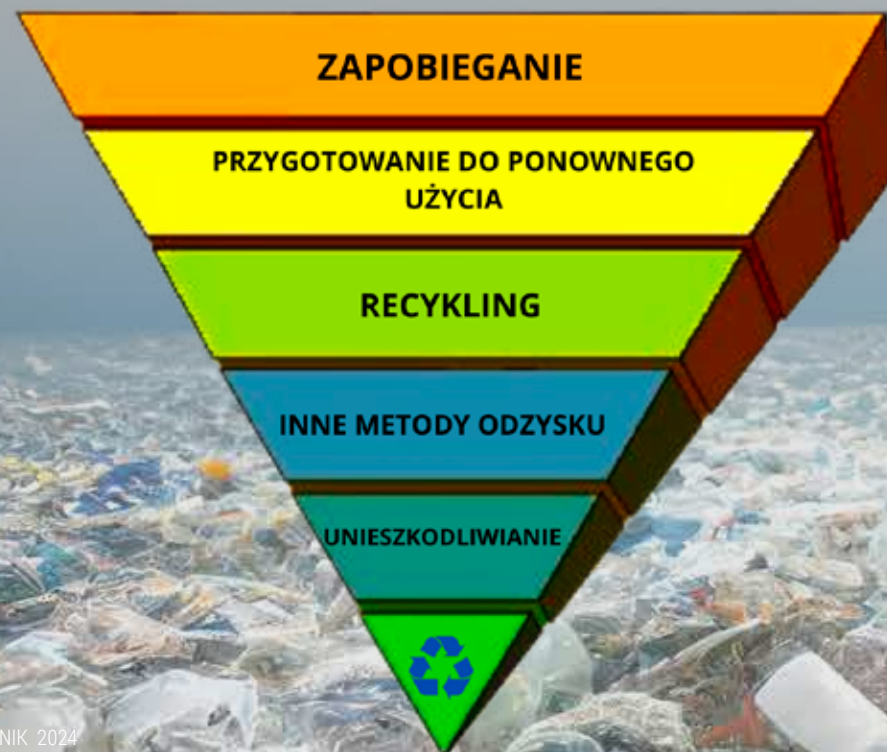 ZAPOBIEGANIE
PRZYGOTOWANIE DO PONOWNEGO
UŻYCIA
RECYKLING
INNE METODY ODZYSKU
UNIESZKODLIWIANIE
NIK 2024